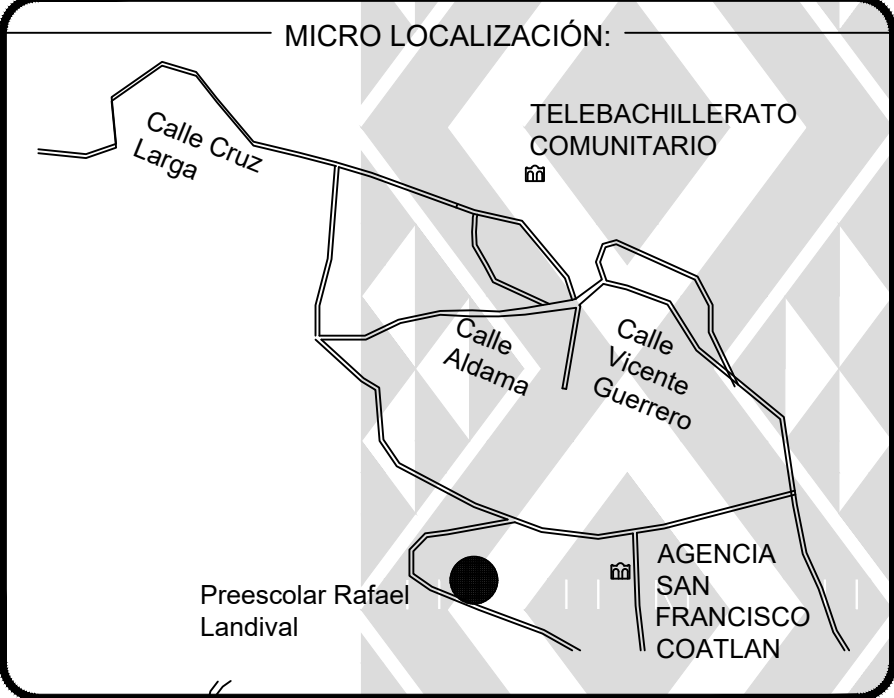 MICRO LOCALIZACIÓN:
TELEBACHILLERATO
COMUNITARIO
Calle Cruz
Larga
Calle
Aldama
Calle
Vicente
Guerrero
AGENCIA
SAN
FRANCISCO
COATLAN
Preescolar Rafael
Landival